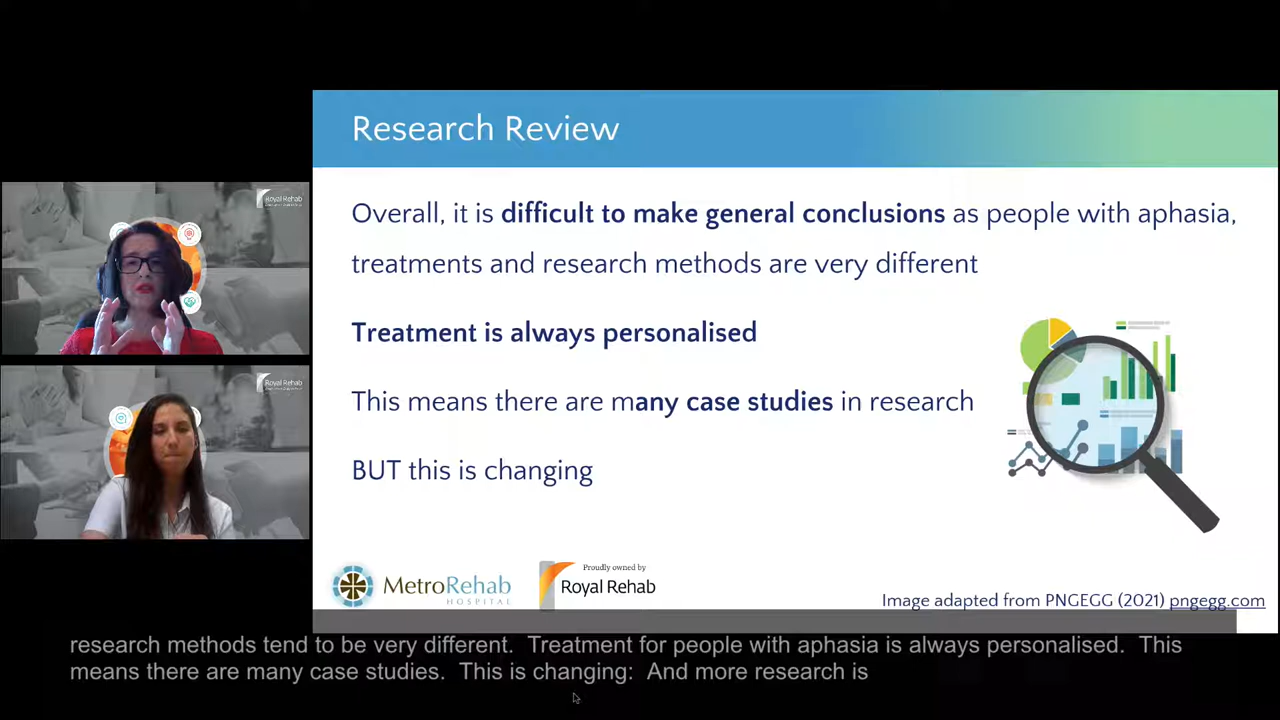 Research Review
Royal Rehab
Overall, it is difficult to make general conclusions as people with aphasia,
treatments and research methods are very different
Treatment is always personalised
This means there are many case studies in research
BUT this is changing
Royal Rehab
MetroRehab
HOSPITAL
Proudly owned by
Royal Rehab
Image adapted from PNGEGG (2021) pngegg.com
research methods tend to be very different. Treatment for people with aphasia is always personalised. This
means there are many case studies. This is changing: And more research is